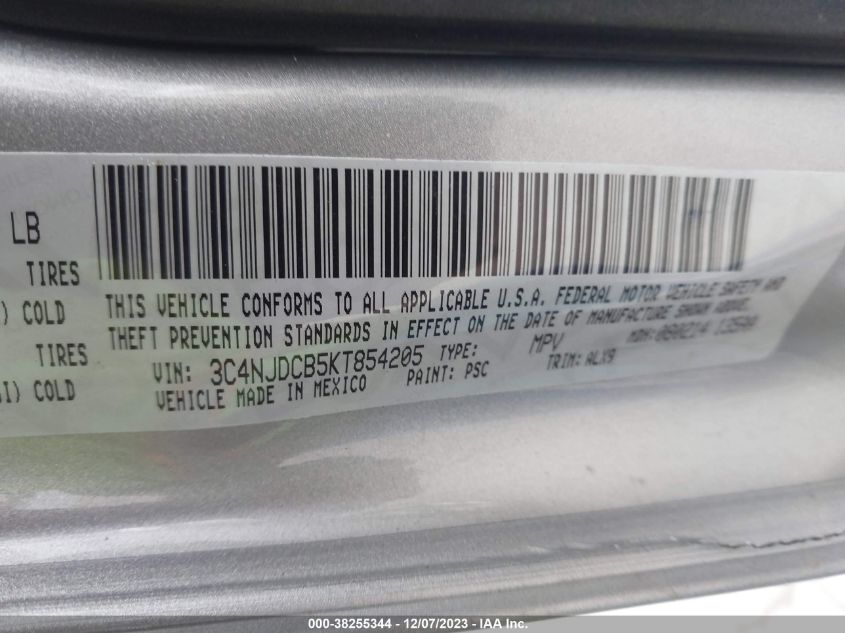 LB
TIRES
) COLD
TIRES
I) COLD
THIS VEHICLE CONFORMS TO ALL APPLICABLE U.S.A. FEDERAL MOTOR VEHICLE SAFETY AND
THEFT PREVENTION STANDARDS IN EFFECT ON THE DATE OF MANUFACTURE SHOWN ABOVE.
VIN: 3C4NJDCB5KT854205 TYPE: MPV MDH:
VEHICLE MADE IN MEXICO PAINT: PSC TRIM: ALX9
000-38255344 - 12/07/2023 - IAA Inc.